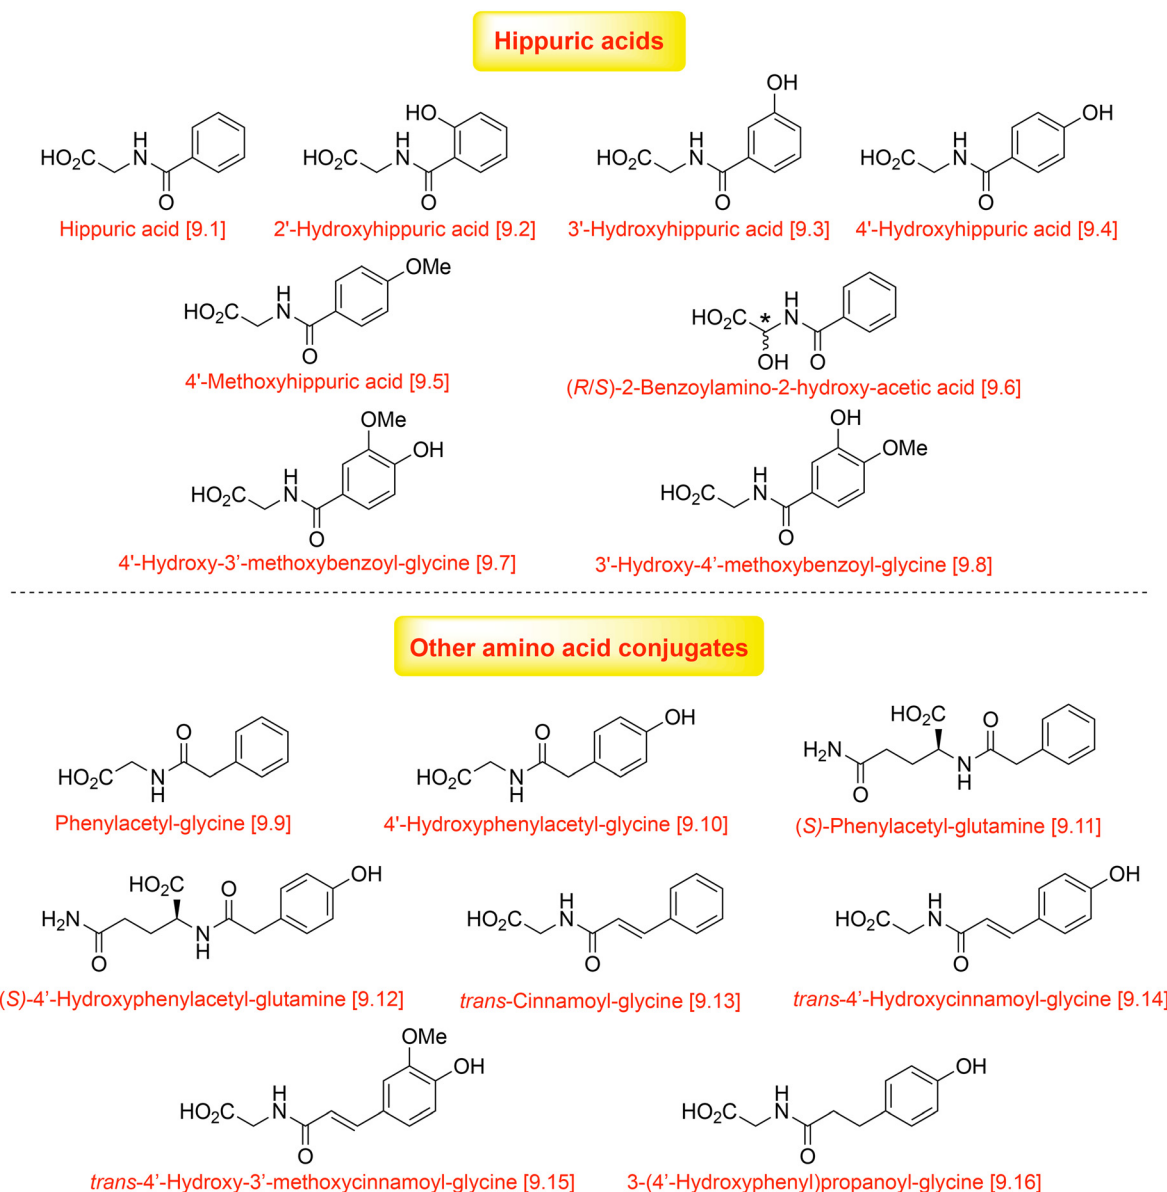 Hippuric acids
OH
HO
OH
H
N
HO₂C
O
H
N
HO₂C
O
H
N
HO₂C
O
H
N
HO₂C
O
Hippuric acid [9.1]
2'-Hydroxyhippuric acid [9.2]
3'-Hydroxyhippuric acid [9.3]
4'-Hydroxyhippuric acid [9.4]
OMe
H
N
HO₂C
O
HO₂C
*
H
N
OH
O
4'-Methoxyhippuric acid [9.5]
(R/S)-2-Benzoylamino-2-hydroxy-acetic acid [9.6]
OMe
OH
H
N
HO₂C
O
OH
OMe
H
N
HO₂C
O
4'-Hydroxy-3’-methoxybenzoyl-glycine [9.7]
3'-Hydroxy-4’-methoxybenzoyl-glycine [9.8]
Other amino acid conjugates
O
HO₂C
N
H
O
OH
HO₂C
N
H
HO₂C
O
H₂N
N
H
O
Phenylacetyl-glycine [9.9]
4'-Hydroxyphenylacetyl-glycine [9.10]
(S)-Phenylacetyl-glutamine [9.11]
HO₂C
O
OH
H₂N
N
H
O
H
N
HO₂C
O
OH
H
N
HO₂C
O
(S)-4’-Hydroxyphenylacetyl-glutamine [9.12]
trans-Cinnamoyl-glycine [9.13]
trans-4’-Hydroxycinnamoyl-glycine [9.14]
OMe
OH
H
N
HO₂C
O
OH
H
N
HO₂C
O
trans-4’-Hydroxy-3’-methoxycinnamoyl-glycine [9.15]
3-(4’-Hydroxyphenyl)propanoyl-glycine [9.16]